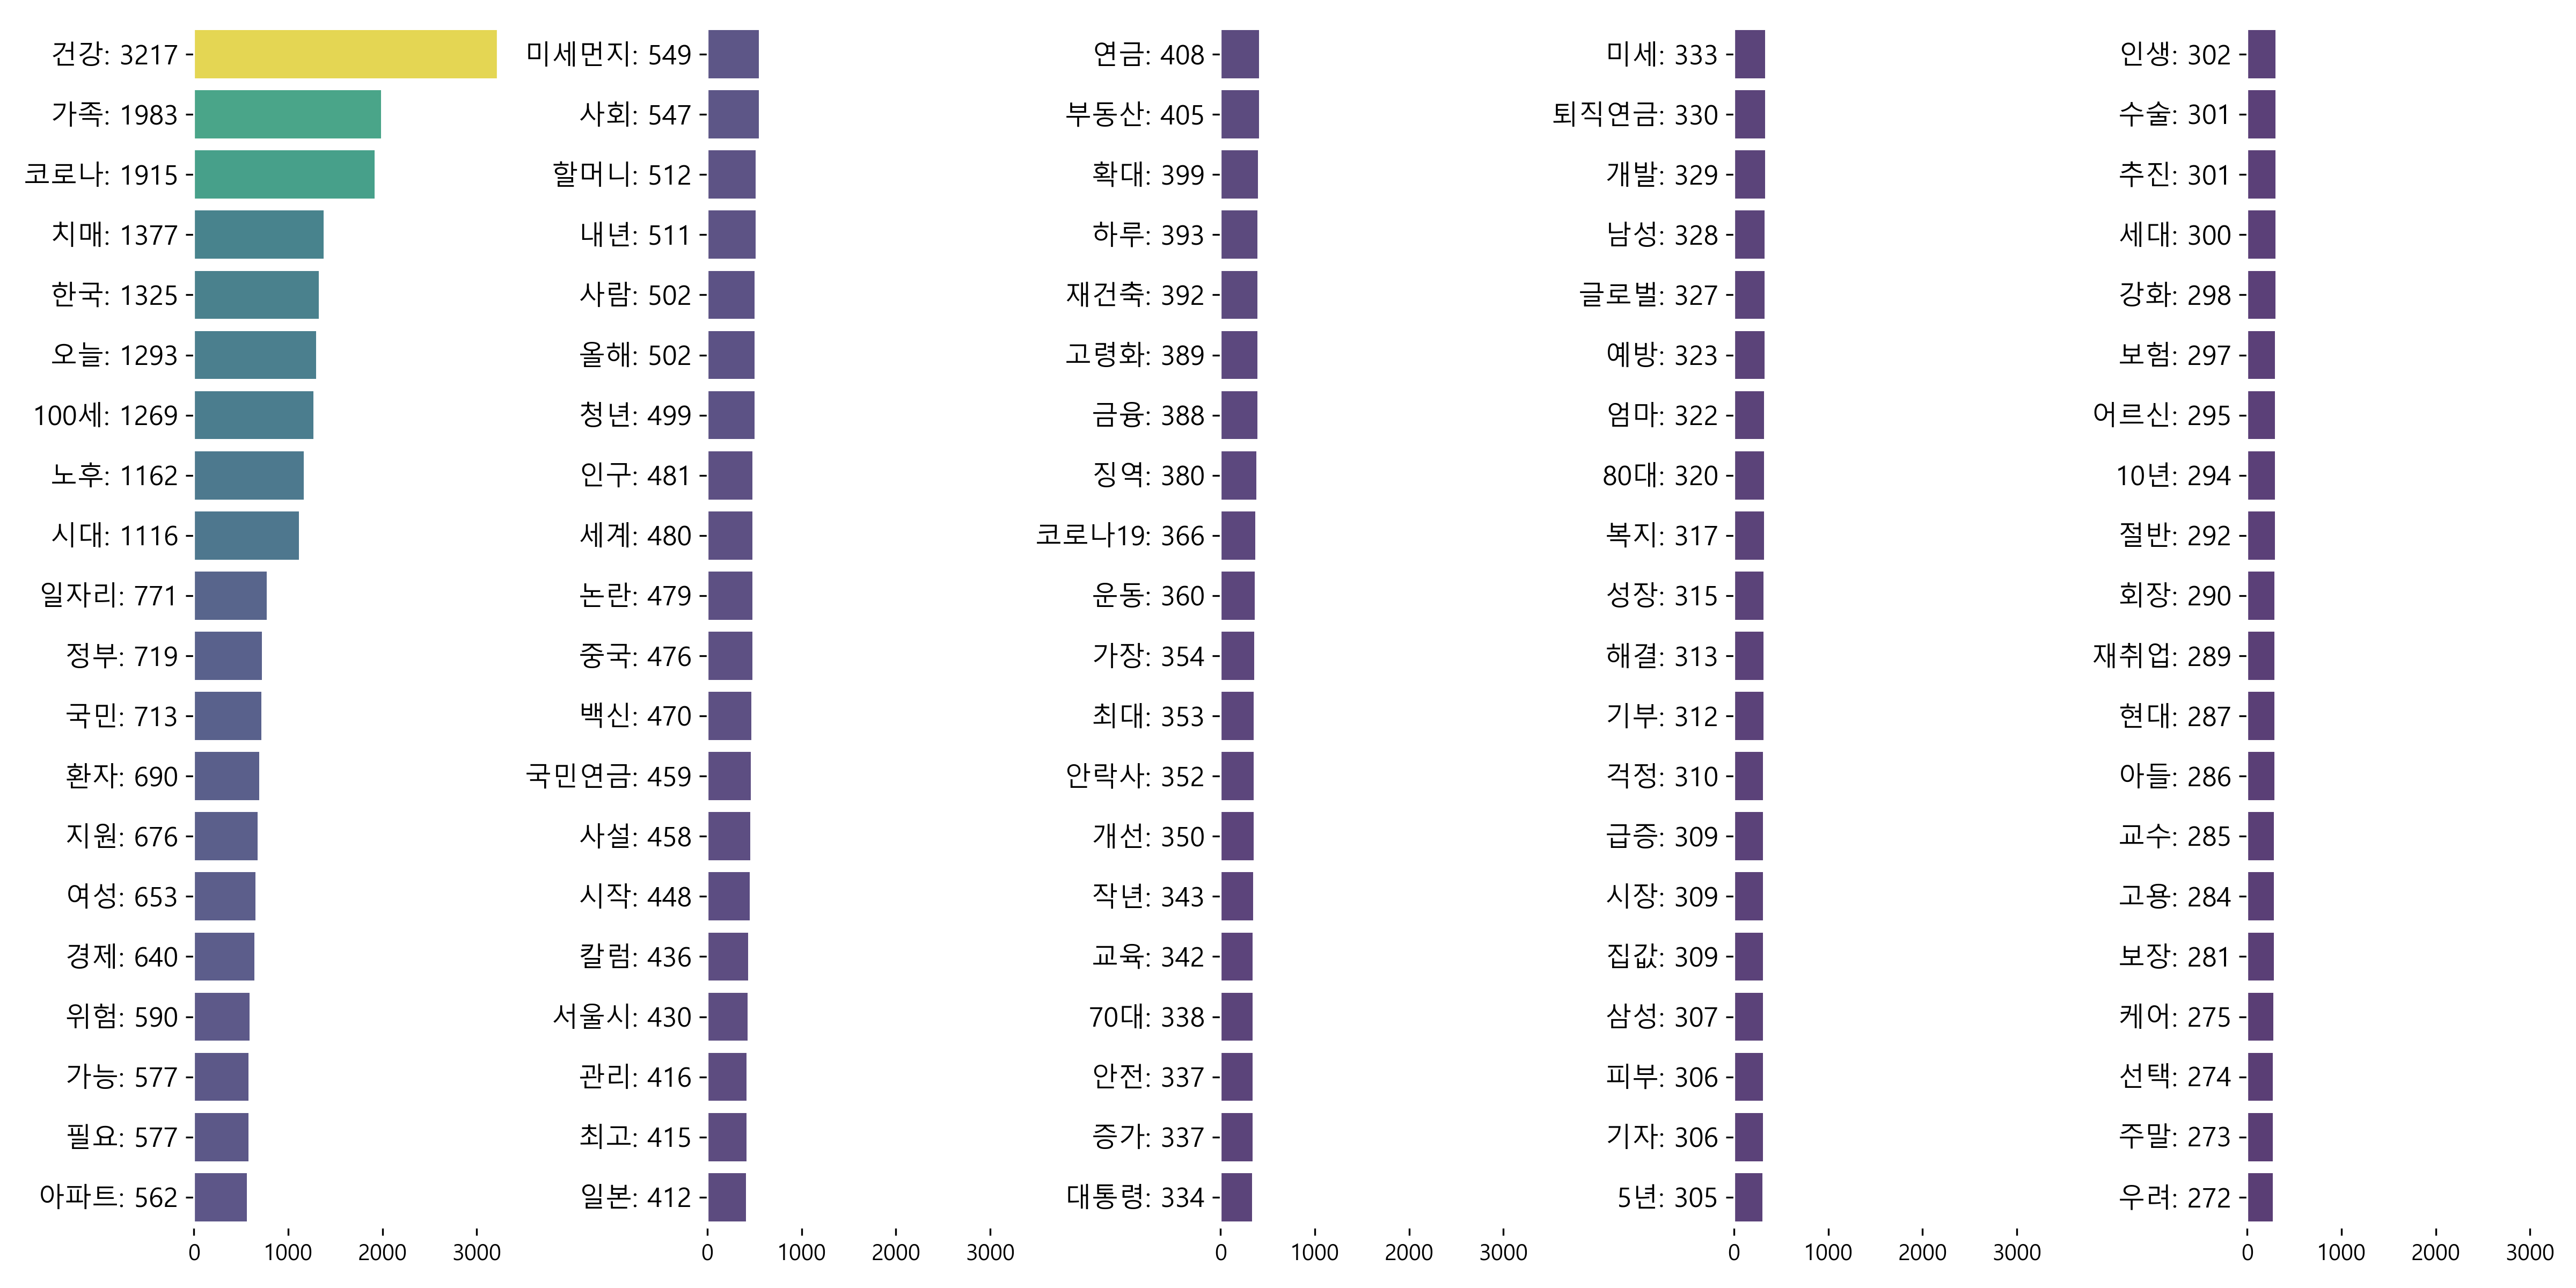 건강: 3217
가족: 1983
코로나: 1915
치매: 1377
한국: 1325
오늘: 1293
100세: 1269
노후: 1162
시대: 1116
일자리: 771
정부: 719
국민: 713
환자: 690
지원: 676
여성: 653
경제: 640
위험: 590
가능: 577
필요: 577
아파트: 562
0 1000 2000 3000
미세먼지: 549
사회: 547
할머니: 512
내년: 511
사람: 502
올해: 502
청년: 499
인구: 481
세계: 480
논란: 479
중국: 476
백신: 470
국민연금: 459
사설: 458
시작: 448
칼럼: 436
서울시: 430
관리: 416
최고: 415
일본: 412
0 1000 2000 3000
연금: 408
부동산: 405
확대: 399
하루: 393
재건축: 392
고령화: 389
금융: 388
징역: 380
코로나19: 366
운동: 360
가장: 354
최대: 353
안락사: 352
개선: 350
작년: 343
교육: 342
70대: 338
안전: 337
증가: 337
대통령: 334
0 1000 2000 3000
미세: 333
퇴직연금: 330
개발: 329
남성: 328
글로벌: 327
예방: 323
엄마: 322
80대: 320
복지: 317
성장: 315
해결: 313
기부: 312
걱정: 310
급증: 309
시장: 309
집값: 309
삼성: 307
피부: 306
기자: 306
5년: 305
0 1000 2000 3000
인생: 302
수술: 301
추진: 301
세대: 300
강화: 298
보험: 297
어르신: 295
10년: 294
절반: 292
회장: 290
재취업: 289
현대: 287
아들: 286
교수: 285
고용: 284
보장: 281
케어: 275
선택: 274
주말: 273
우려: 272
0 1000 2000 3000